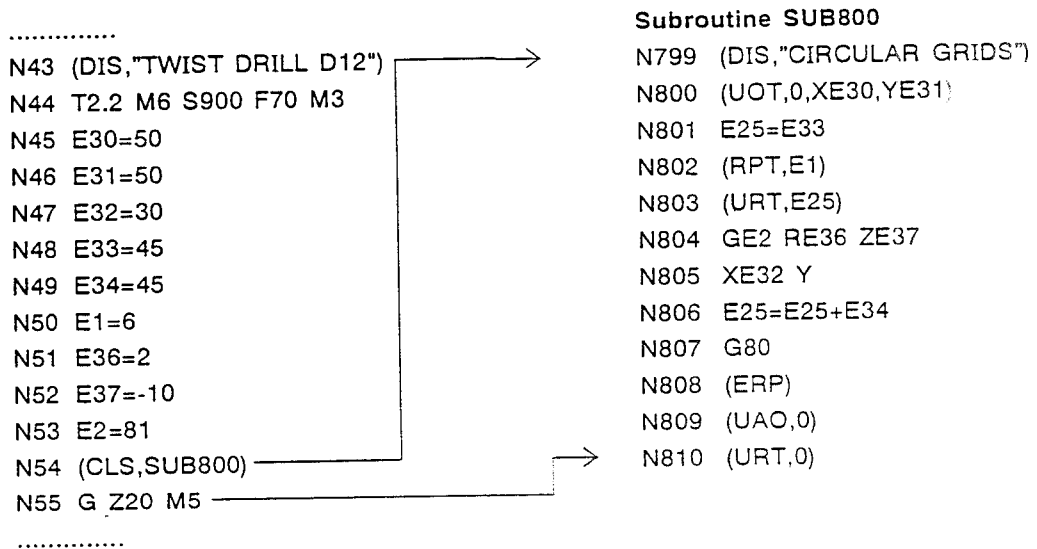 ..............
N43 (DIS,"TWIST DRILL D12")
N44 T2.2 M6 S900 F70 M3
N45 E30=50
N46 E31=50
N47 E32=30
N48 E33=45
N49 E34=45
N50 E1=6
N51 E36=2
N52 E37=-10
N53 E2=81
N54 (CLS,SUB800)
N55 G Z20 M5
..............
Subroutine SUB800
N799 (DIS,"CIRCULAR GRIDS")
N800 (UOT,0,XE30,YE31)
N801 E25=E33
N802 (RPT,E1)
N803 (URT,E25)
N804 GE2 RE36 ZE37
N805 XE32 Y
N806 E25=E25+E34
N807 G80
N808 (ERP)
N809 (UAO,0)
N810 (URT,0)